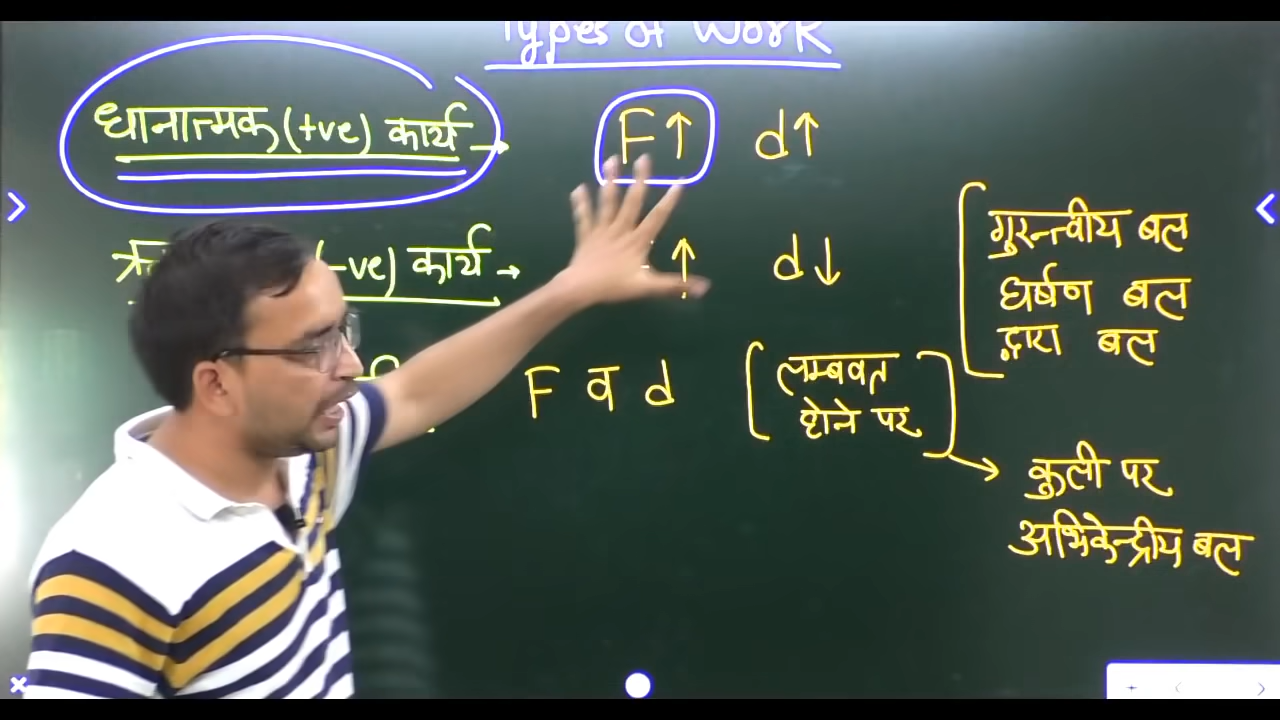 Types of Work
धानात्मक (+ve) कार्य → F↑ d↑
(-ve) कार्य → ↑ d↓
F व d [लम्बवत
होने पर]
गुरुत्वीय बल
घर्षण बल
द्वारा बल
→ कुली पर
अभिकेन्द्रीय बल